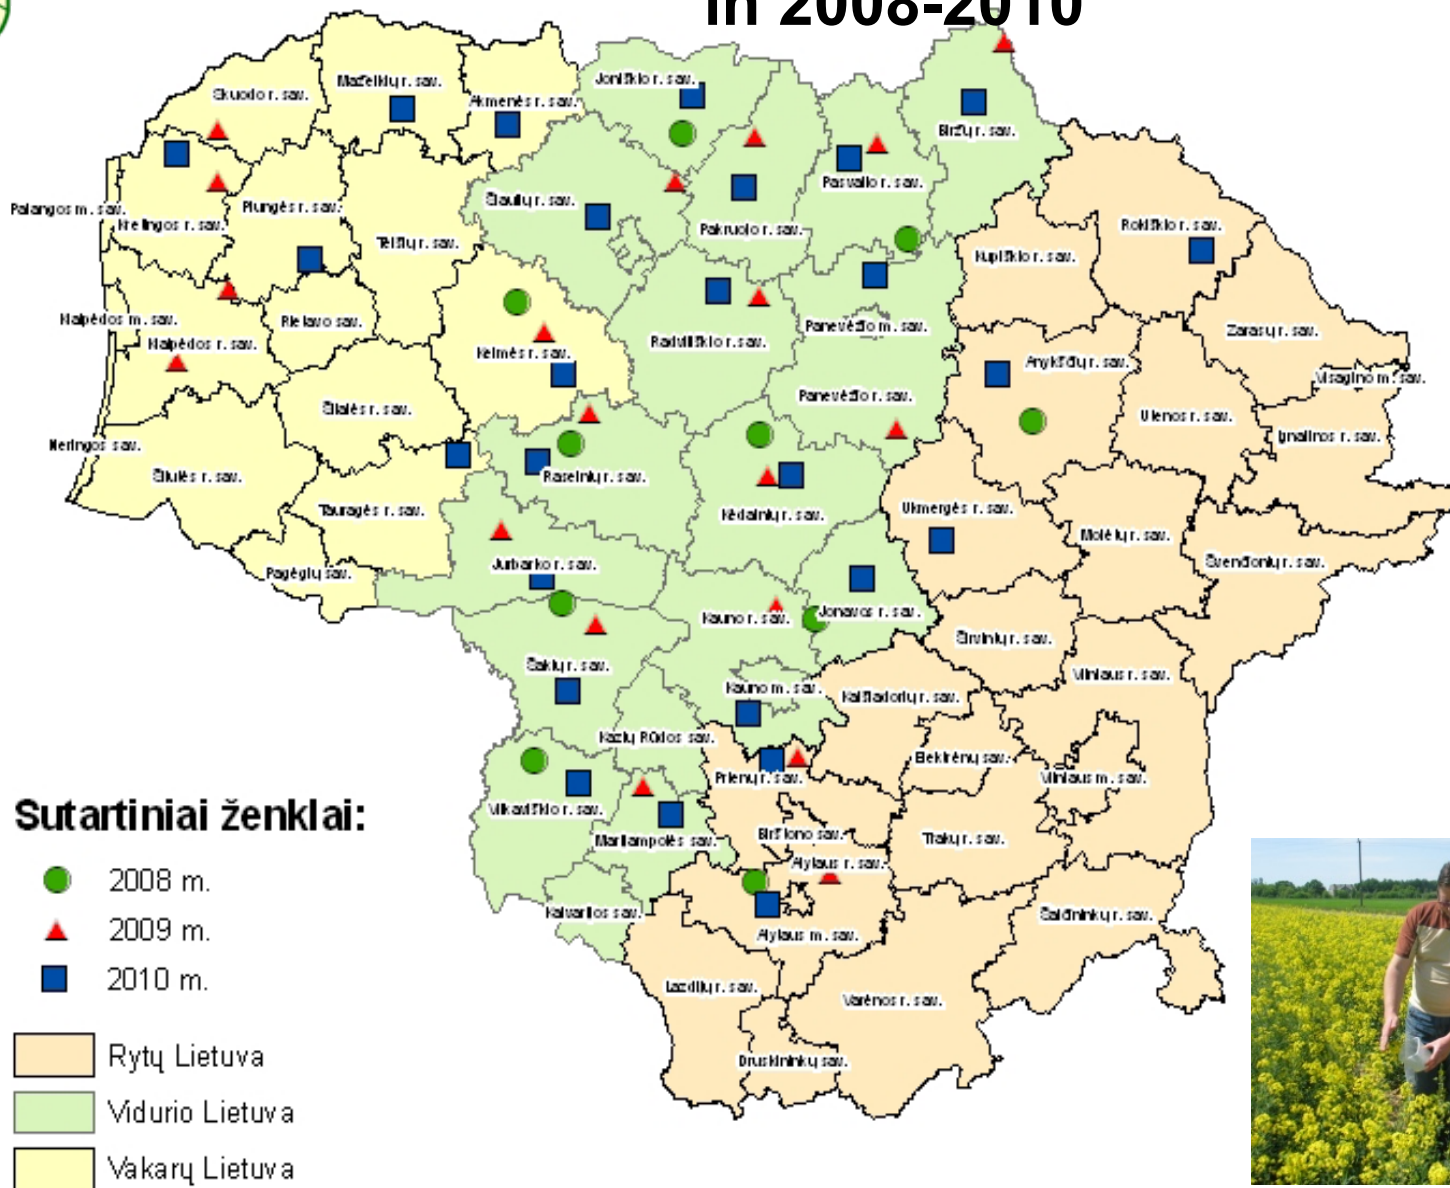 in 2008-2010
Skuodo r. sav.
Mažeikių r. sav.
Akmenės r. sav.
Joniškio r. sav.
Biržų r. sav.
Palangos m. sav.
Kretingos r. sav.
Plungės r. sav.
Telšių r. sav.
Šiaulių r. sav.
Pakruojo r. sav.
Pasvalio r. sav.
Kupiškio r. sav.
Rokiškio r. sav.
Klaipėdos m. sav.
Klaipėdos r. sav.
Rietavo sav.
Kelmės r. sav.
Radviliškio r. sav.
Panevėžio m. sav.
Panevėžio r. sav.
Anykščių r. sav.
Zarasų r. sav.
Visagino m. sav.
Utenos r. sav.
Ignalinos r. sav.
Neringos sav.
Šilalės r. sav.
Šilutės r. sav.
Tauragės r. sav.
Raseinių r. sav.
Kėdainių r. sav.
Ukmergės r. sav.
Molėtų r. sav.
Švenčionių r. sav.
Pagėgių sav.
Jurbarko r. sav.
Kauno r. sav.
Jonavos r. sav.
Širvintų r. sav.
Vilniaus r. sav.
Šakių r. sav.
Kauno m. sav.
Kaišiadorių r. sav.
Kazlų Rūdos sav.
Prienų r. sav.
Elektrėnų sav.
Vilniaus m. sav.
Vilkaviškio r. sav.
Marijampolės sav.
Birštono sav.
Trakų r. sav.
Alytaus r. sav.
Kalvarijos sav.
Alytaus m. sav.
Šalčininkų r. sav.
Lazdijų r. sav.
Varėnos r. sav.
Druskininkų sav.
Sutartiniai ženklai:
2008 m.
2009 m.
2010 m.
Rytų Lietuva
Vidurio Lietuva
Vakarų Lietuva